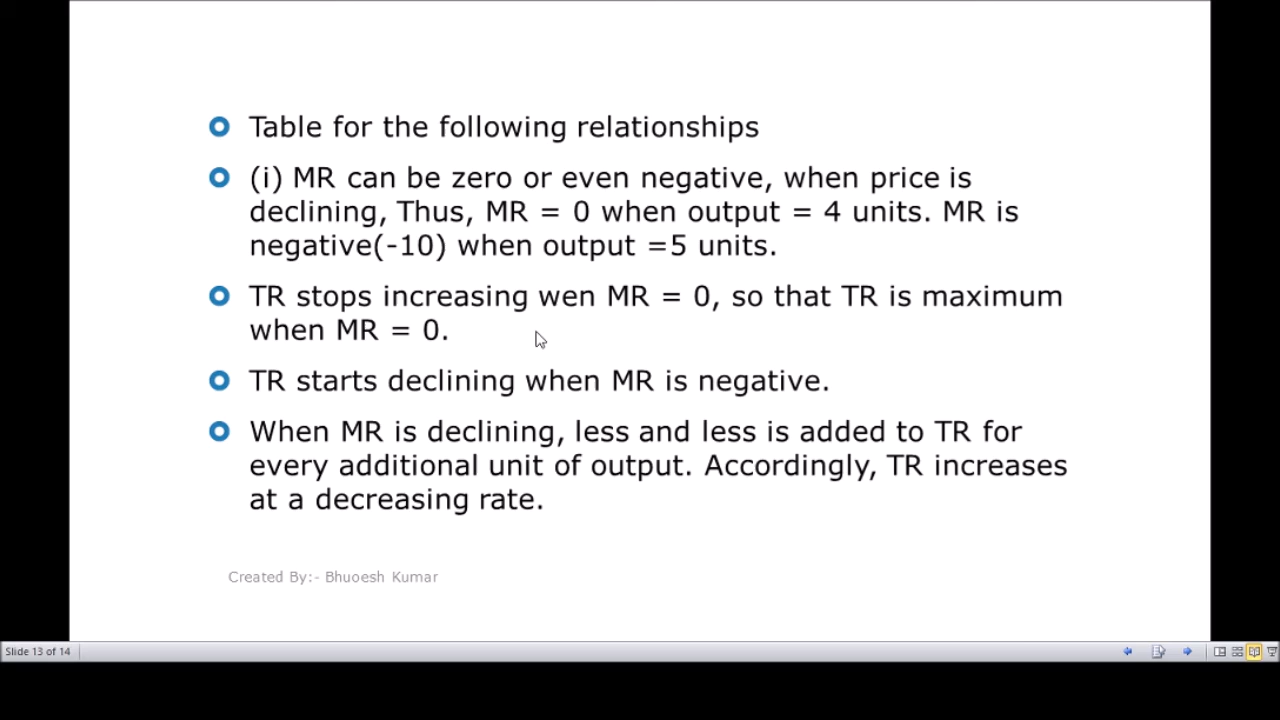 Table for the following relationships
(i) MR can be zero or even negative, when price is
declining, Thus, MR = 0 when output = 4 units. MR is
negative(-10) when output =5 units.
TR stops increasing wen MR = 0, so that TR is maximum
when MR = 0.
TR starts declining when MR is negative.
When MR is declining, less and less is added to TR for
every additional unit of output. Accordingly, TR increases
at a decreasing rate.
Created By:- Bhuoesh Kumar
Slide 13 of 14